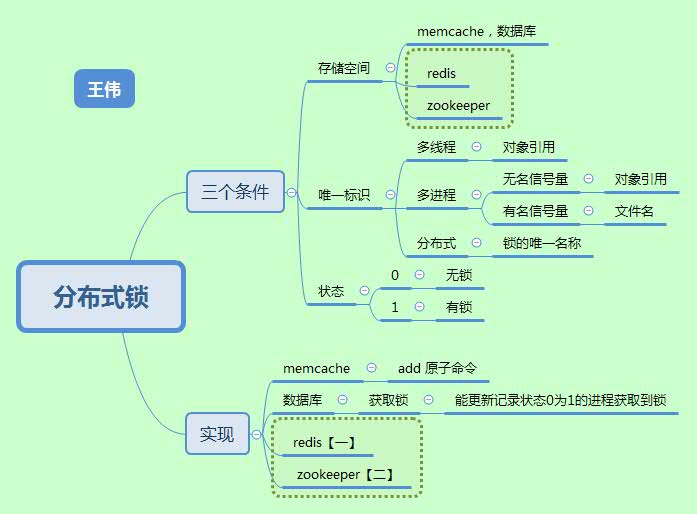 王伟
分布式锁
三个条件
存储空间
memcache，数据库
redis
zookeeper
唯一标识
多线程
对象引用
多进程
无名信号量
对象引用
有名信号量
文件名
分布式
锁的唯一名称
状态
0
无锁
1
有锁
实现
memcache
add 原子命令
数据库
获取锁
能更新记录状态0为1的进程获取到锁
redis【一】
zookeeper【二】